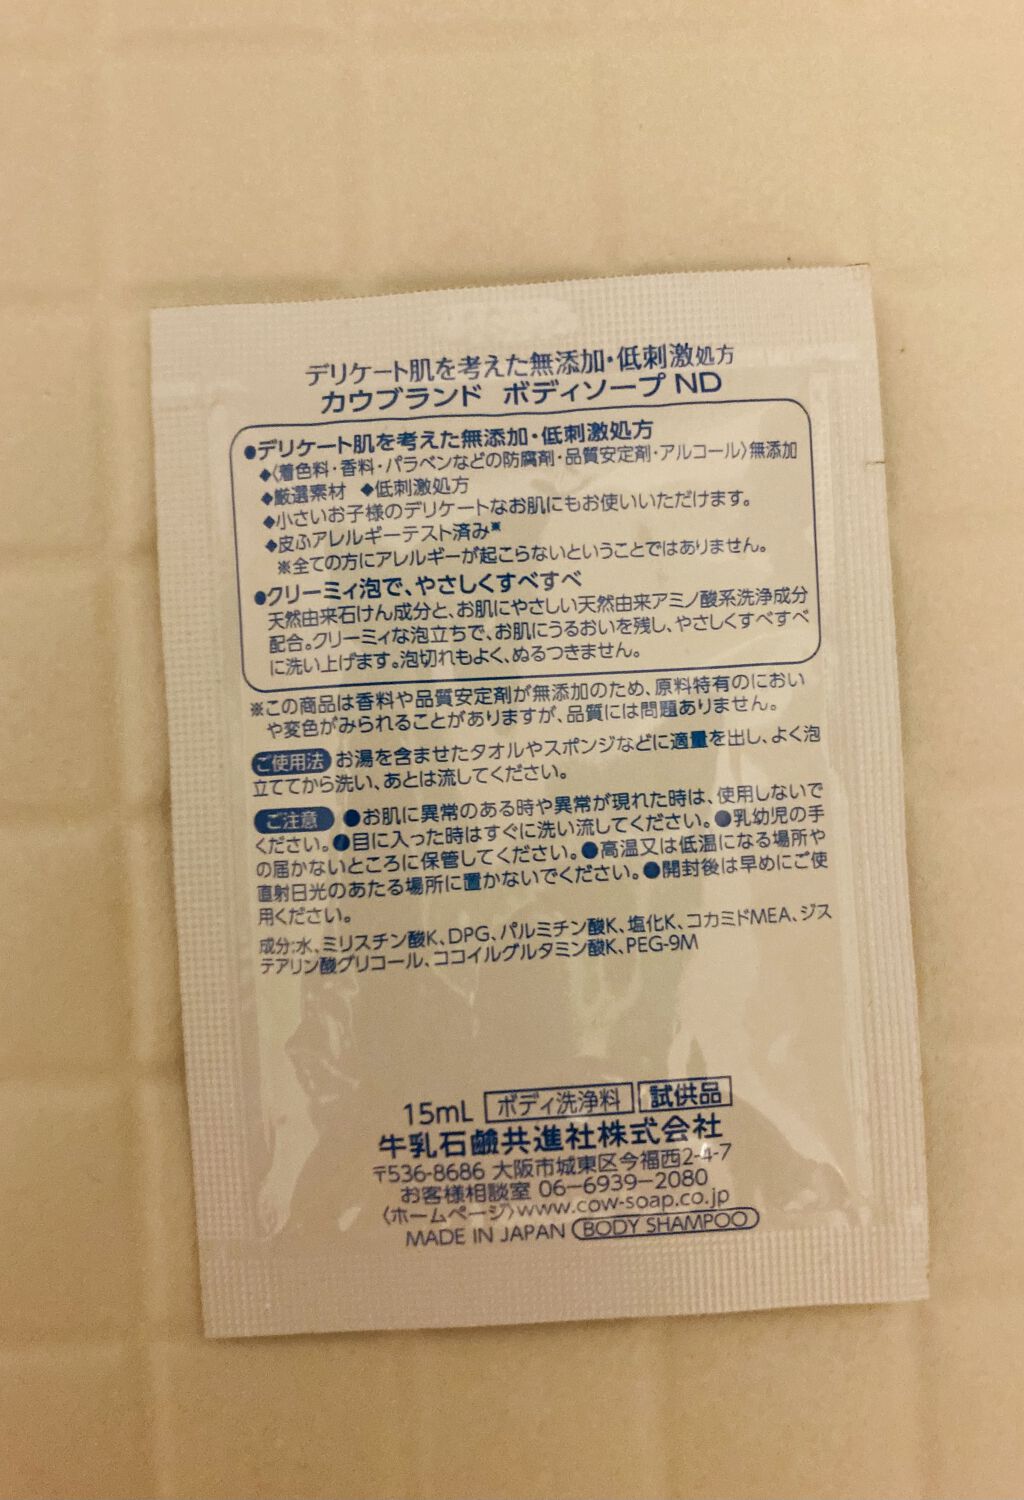 デリケート肌を考えた無添加・低刺激処方
カウブランド ボディソープND
●デリケート肌を考えた無添加・低刺激処方
◆〈着色料・香料・パラベンなどの防腐剤・品質安定剤・アルコール〉無添加
◆厳選素材 ◆低刺激処方
◆小さいお子様のデリケートなお肌にもお使いいただけます。
◆皮ふアレルギーテスト済み※
※全ての方にアレルギーが起こらないということではありません。
●クリーミィ泡で、やさしくすべすべ
天然由来石けん成分と、お肌にやさしい天然由来アミノ酸系洗浄成分
配合。クリーミィな泡立ちで、お肌にうるおいを残し、やさしくすべすべ
に洗い上げます。泡切れもよく、ぬるつきません。
※この商品は香料や品質安定剤が無添加のため、原料特有のにおい
や変色がみられることがありますが、品質には問題ありません。
ご使用法 お湯を含ませたタオルやスポンジなどに適量を出し、よく泡
立ててから洗い、あとは流してください。
ご注意 ●お肌に異常のある時や異常が現れた時は、使用しないで
ください。●目に入った時はすぐに洗い流してください。●乳幼児の手
の届かないところに保管してください。●高温又は低温になる場所や
直射日光のあたる場所に置かないでください。●開封後は早めにご使
用ください。
成分:水、ミリスチン酸K、DPG、パルミチン酸K、塩化K、コカミドMEA、ジス
テアリン酸グリコール、ココイルグルタミン酸K、PEG-9M
15mL ボディ洗浄料 試供品
牛乳石鹼共進社株式会社
〒536-8686 大阪市城東区今福西2-4-7
お客様相談室 06-6939-2080
〈ホームページ〉www.cow-soap.co.jp
MADE IN JAPAN BODY SHAMPOO